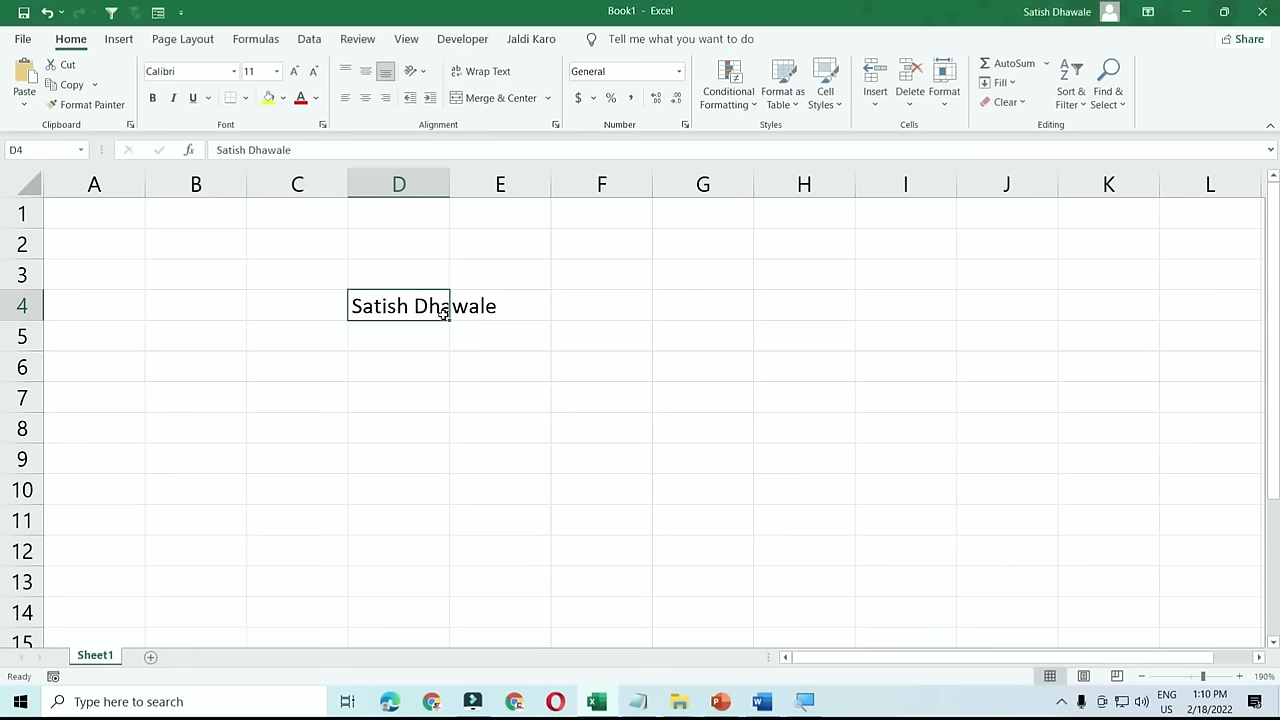 Book1 - Excel
Satish Dhawale
File Home Insert Page Layout Formulas Data Review View Developer Jaldi Karo Tell me what you want to do Share
Paste
Cut
Copy
Format Painter
Clipboard
Calibri 11
B I U A
Font
Wrap Text
Merge & Center
Alignment
General
$ % ,
Number
Conditional Formatting
Format as Table
Cell Styles
Styles
Insert Delete Format
Cells
AutoSum
Fill
Clear
Sort & Filter
Find & Select
Editing
D4 fx Satish Dhawale
A B C D E F G H I J K L
1
2
3
4 Satish Dhawale
5
6
7
8
9
10
11
12
13
14
15
Sheet1
Ready 190%
Type here to search
ENG US
1:10 PM
2/18/2022